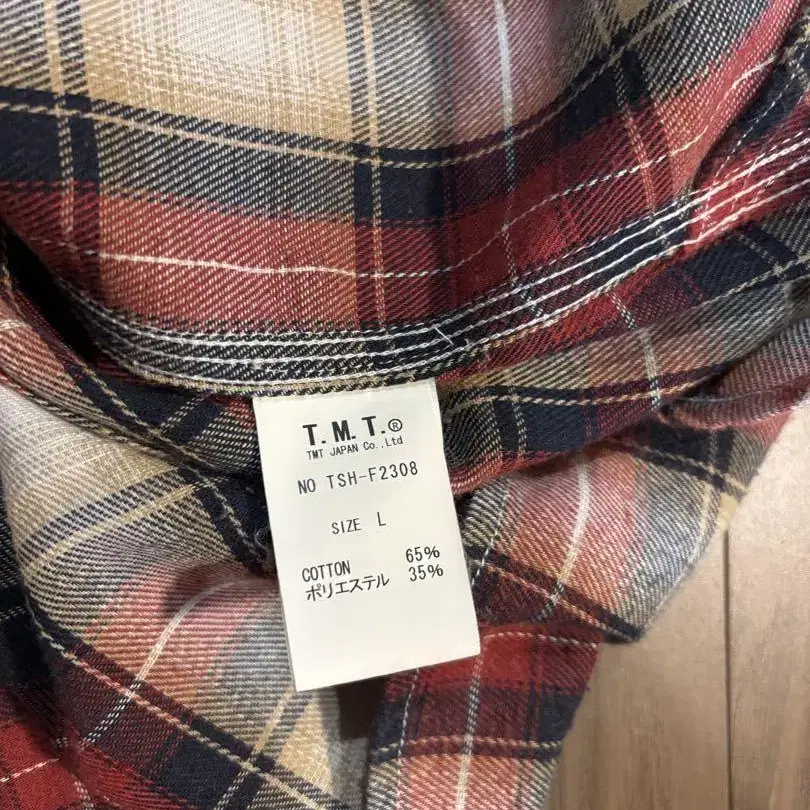 T.M.T.®
TMT JAPAN Co.,Ltd
NO TSH-F2308
SIZE L
COTTON 65%
ポリエステル 35%